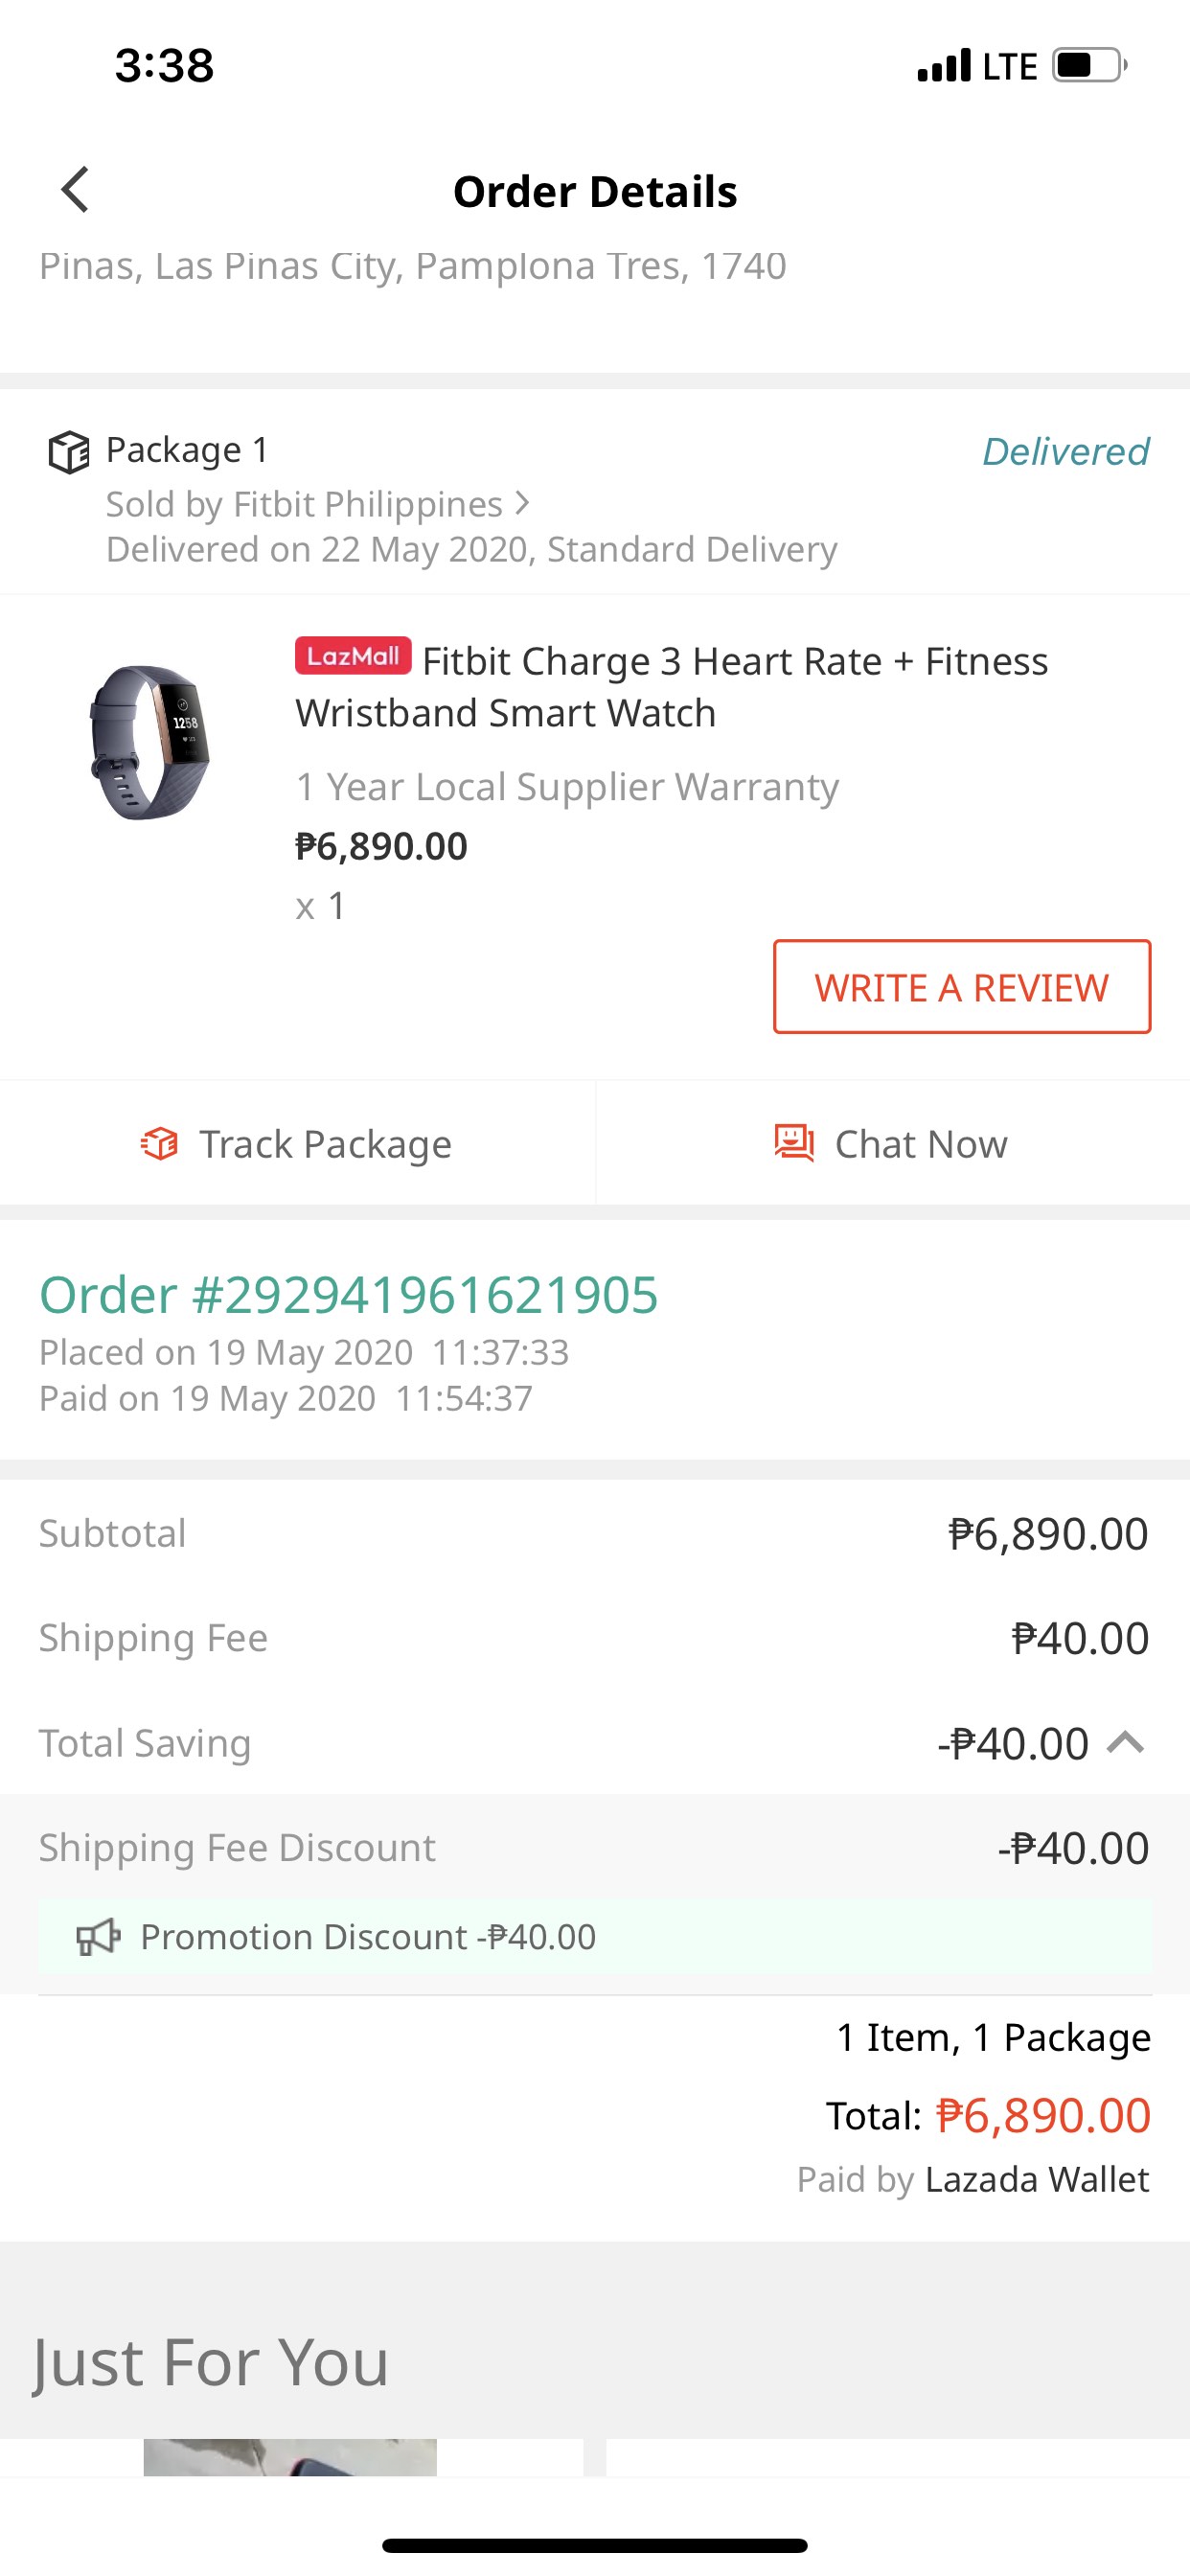 3:38
LTE
Order Details
Pinas, Las Pinas City, Pamplona Tres, 1740
Package 1
Delivered
Sold by Fitbit Philippines >
Delivered on 22 May 2020, Standard Delivery
LazMall Fitbit Charge 3 Heart Rate + Fitness
Wristband Smart Watch
1258
1 Year Local Supplier Warranty
₱6,890.00
x 1
WRITE A REVIEW
Track Package
Chat Now
Order #292941961621905
Placed on 19 May 2020 11:37:33
Paid on 19 May 2020 11:54:37
Subtotal ₱6,890.00
Shipping Fee ₱40.00
Total Saving -₱40.00
Shipping Fee Discount -₱40.00
Promotion Discount -₱40.00
1 Item, 1 Package
Total: ₱6,890.00
Paid by Lazada Wallet
Just For You